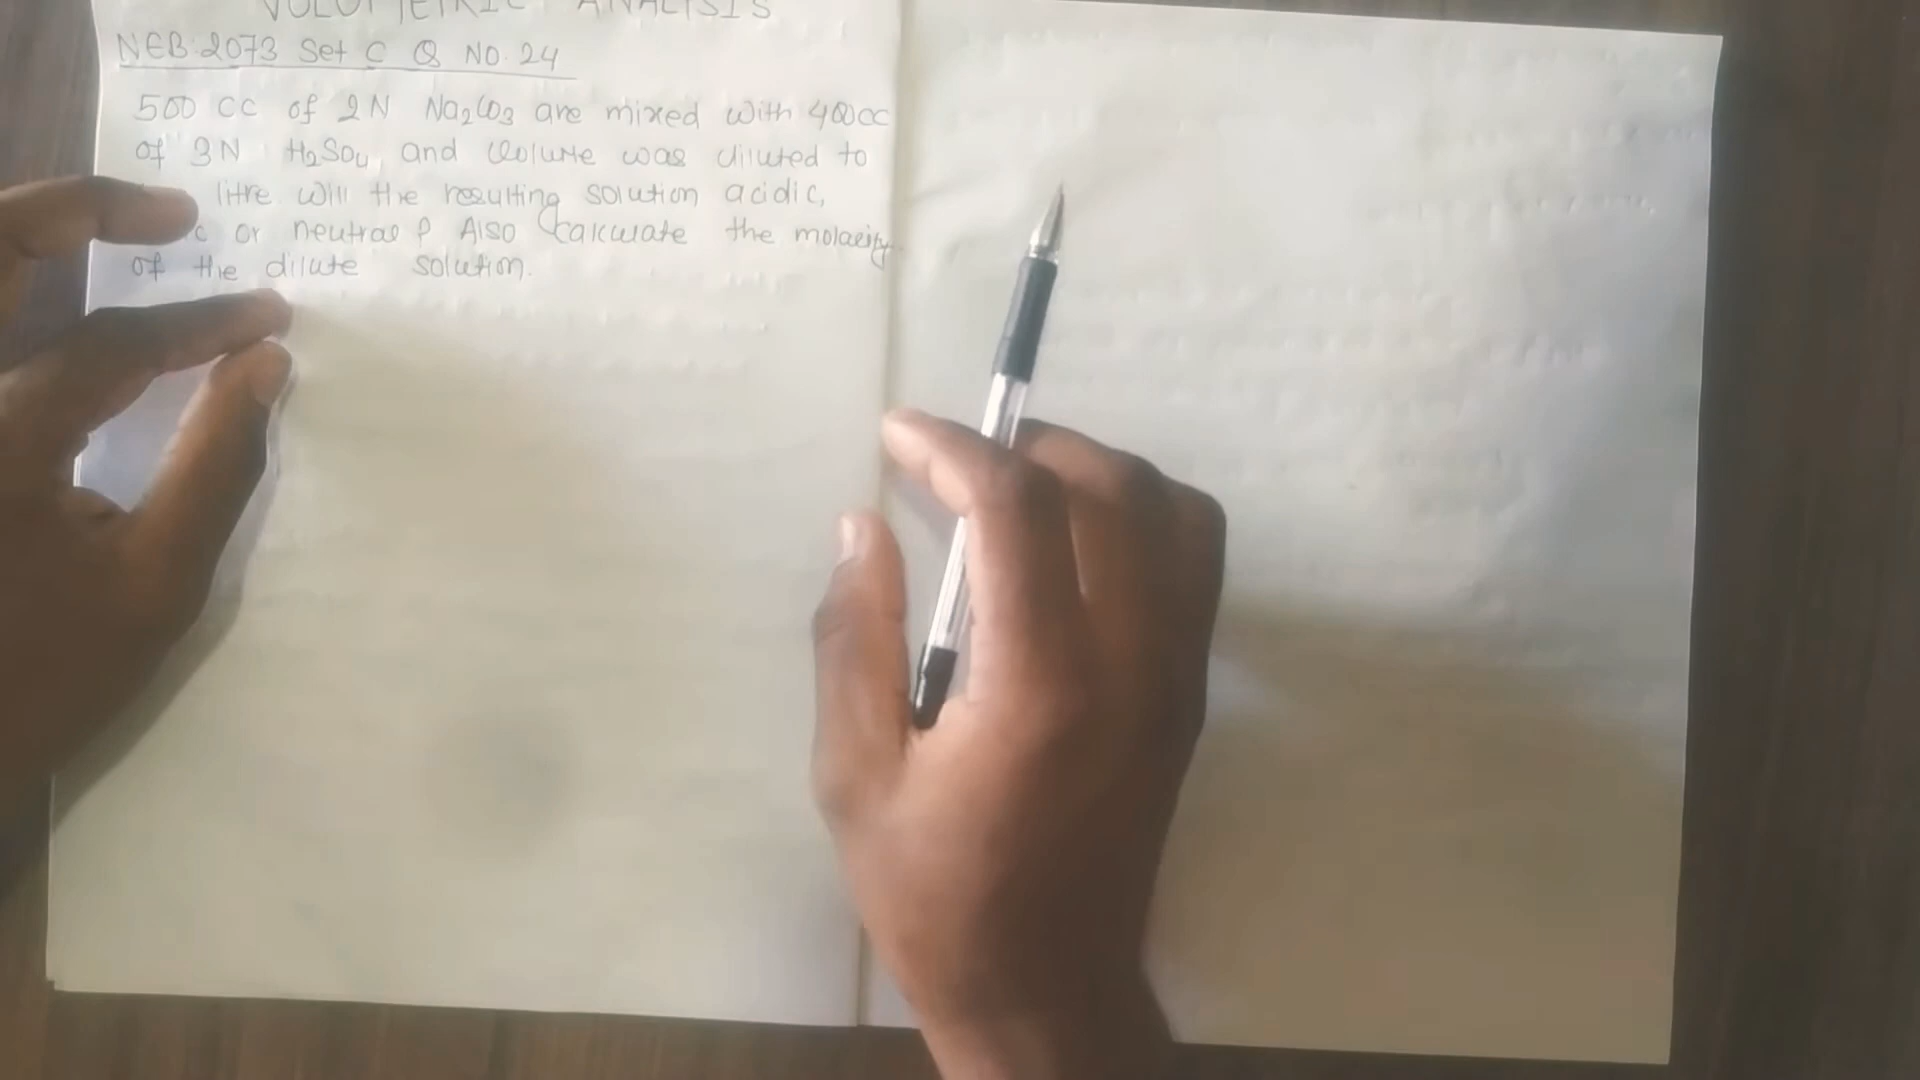 VOLUMETRIC ANALYSIS
NEB:2073 Set C Q NO. 24
500 CC of 2N Na₂CO₃ are mixed with 400cc
of 3N H₂SO₄ and volume was diluted to
litre will the resulting solution acidic,
or neutral ? Also calculate the molarity
of the dilute solution.